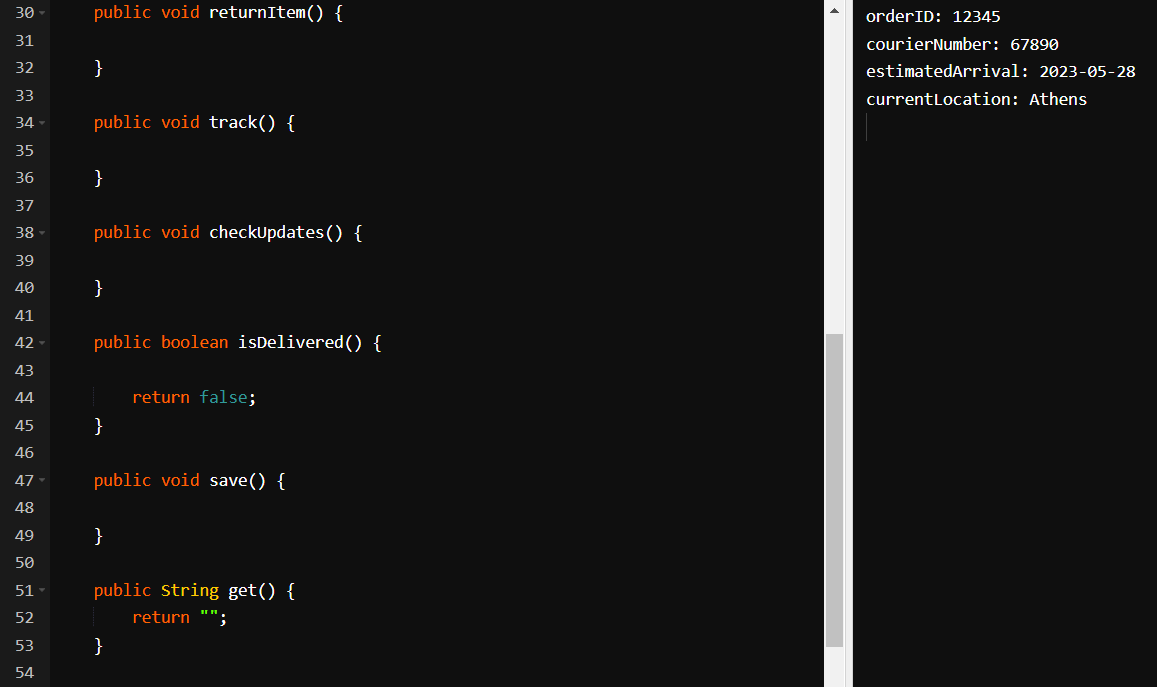 30 public void returnItem() {
31
32 }
33
34 public void track() {
35
36 }
37
38 public void checkUpdates() {
39
40 }
41
42 public boolean isDelivered() {
43
44 return false;
45 }
46
47 public void save() {
48
49 }
50
51 public String get() {
52 return "";
53 }
54
orderID: 12345
courierNumber: 67890
estimatedArrival: 2023-05-28
currentLocation: Athens